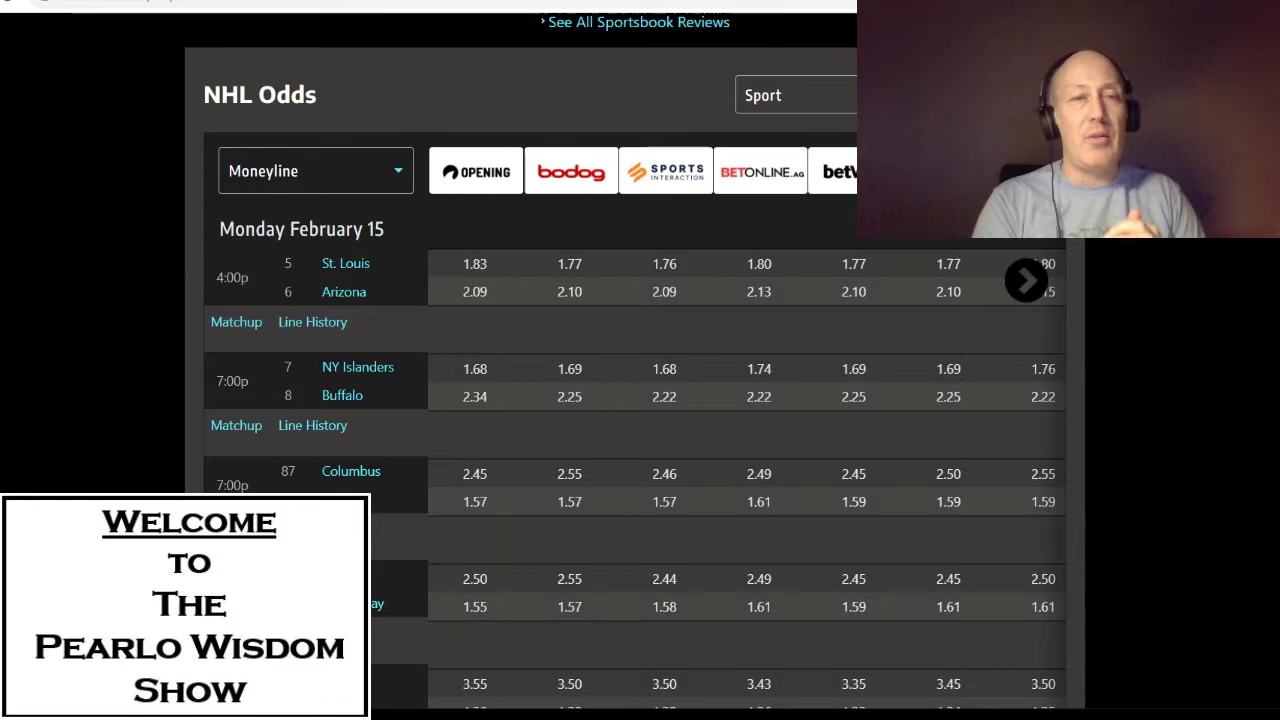 › See All Sportsbook Reviews
NHL Odds
Sport
Moneyline
OPENING
bodog
SPORTS
INTERACTION
BETONLINE.AG
Monday February 15
4:00p
5 St. Louis 1.83 1.77 1.76 1.80 1.77 1.77
6 Arizona 2.09 2.10 2.09 2.13 2.10 2.10
Matchup Line History
7:00p
7 NY Islanders 1.68 1.69 1.68 1.74 1.69 1.69 1.76
8 Buffalo 2.34 2.25 2.22 2.22 2.25 2.25 2.22
Matchup Line History
7:00p
87 Columbus 2.45 2.55 2.46 2.49 2.45 2.50 2.55
1.57 1.57 1.57 1.61 1.59 1.59 1.59
2.50 2.55 2.44 2.49 2.45 2.45 2.50
ay 1.55 1.57 1.58 1.61 1.59 1.61 1.61
3.55 3.50 3.50 3.43 3.35 3.45 3.50
WELCOME
TO
THE
PEARLO WISDOM
SHOW